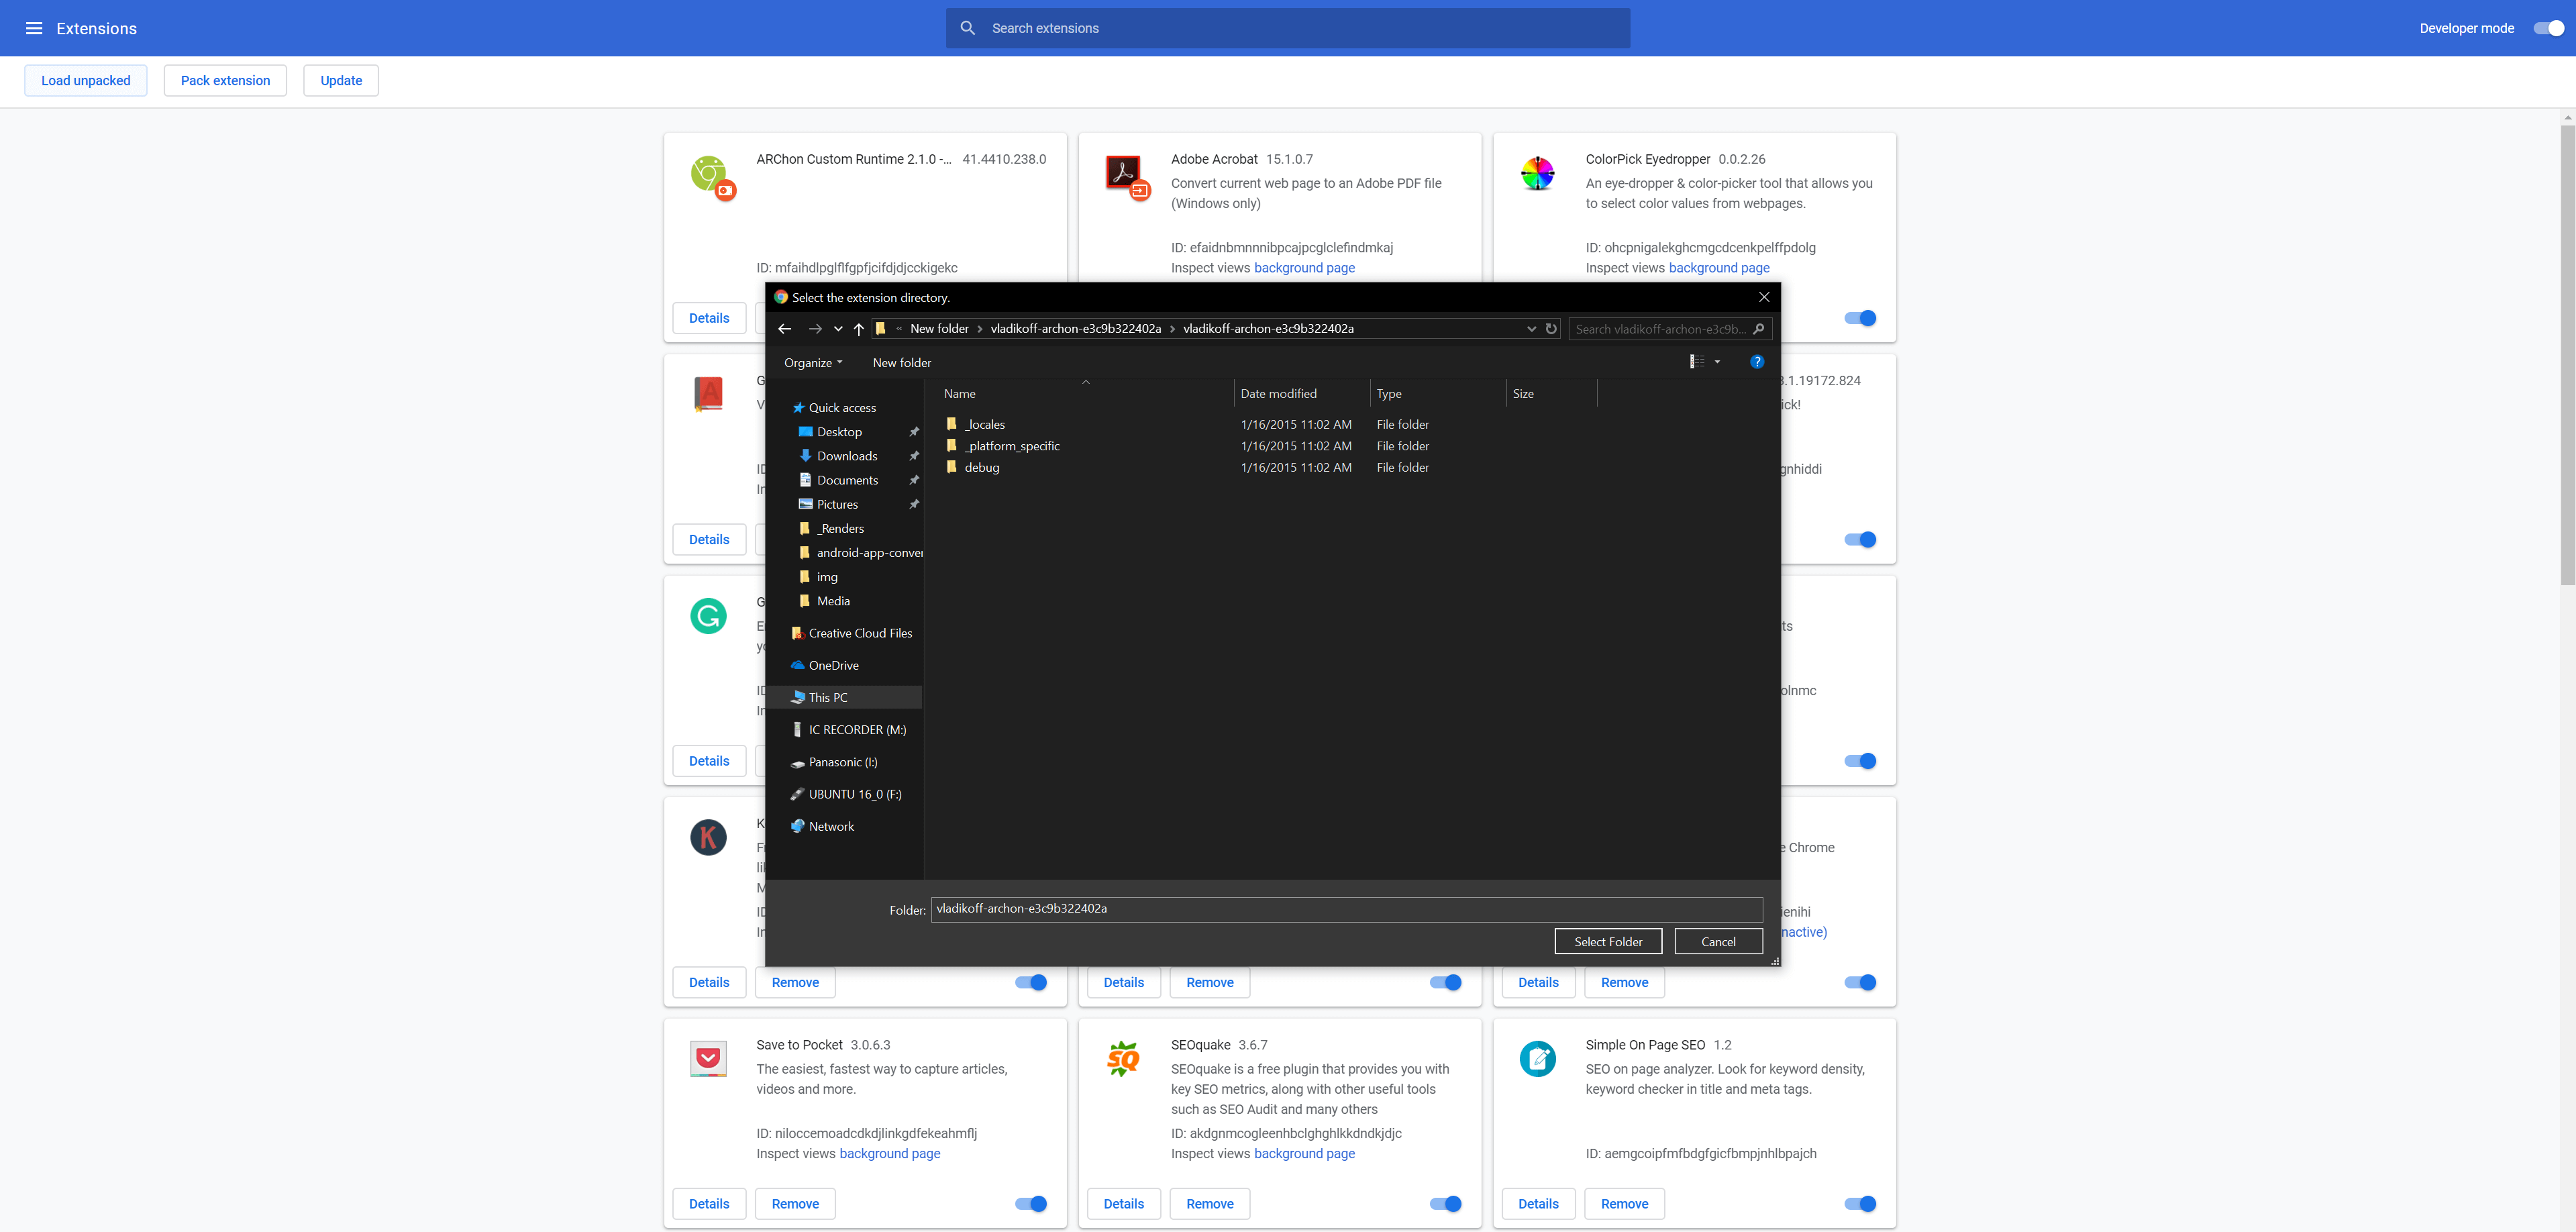 Extensions
Search extensions
Developer mode
Load unpacked
Pack extension
Update
ARChon Custom Runtime 2.1.0 -... 41.4410.238.0
ID: mfaihdlpglflfgpfjcifdjdjcckigekc
Details
Adobe Acrobat 15.1.0.7
Convert current web page to an Adobe PDF file
(Windows only)
ID: efaidnbmnnnibpcajpcglclefindmkaj
Inspect views background page
ColorPick Eyedropper 0.0.2.26
An eye-dropper & color-picker tool that allows you
to select color values from webpages.
ID: ohcpnigalekghcmgcdcenkpelffpdolg
Inspect views background page
Select the extension directory.
« New folder > vladikoff-archon-e3c9b322402a > vladikoff-archon-e3c9b322402a
Search vladikoff-archon-e3c9b...
Organize
New folder
Name Date modified Type Size
_locales 1/16/2015 11:02 AM File folder
_platform_specific 1/16/2015 11:02 AM File folder
debug 1/16/2015 11:02 AM File folder
Quick access
Desktop
Downloads
Documents
Pictures
_Renders
android-app-conver
img
Media
Creative Cloud Files
OneDrive
This PC
IC RECORDER (M:)
Panasonic (I:)
UBUNTU 16_0 (F:)
Network
Folder: vladikoff-archon-e3c9b322402a
Select Folder
Cancel
Details
3.1.19172.824
ick!
gnhiddi
Details
ts
olnmc
K
Details Remove
Details Remove
e Chrome
ienihi
nactive)
Details Remove
Save to Pocket 3.0.6.3
The easiest, fastest way to capture articles,
videos and more.
ID: niloccemoadcdkdjlinkgdfekeahmflj
Inspect views background page
Details Remove
SEOquake 3.6.7
SEOquake is a free plugin that provides you with
key SEO metrics, along with other useful tools
such as SEO Audit and many others
ID: akdgnmcogleenhbclghghlkkdndkjdjc
Inspect views background page
Details Remove
Simple On Page SEO 1.2
SEO on page analyzer. Look for keyword density,
keyword checker in title and meta tags.
ID: aemgcoipfmfbdgfgicfbmpjnhlbpajch
Details Remove